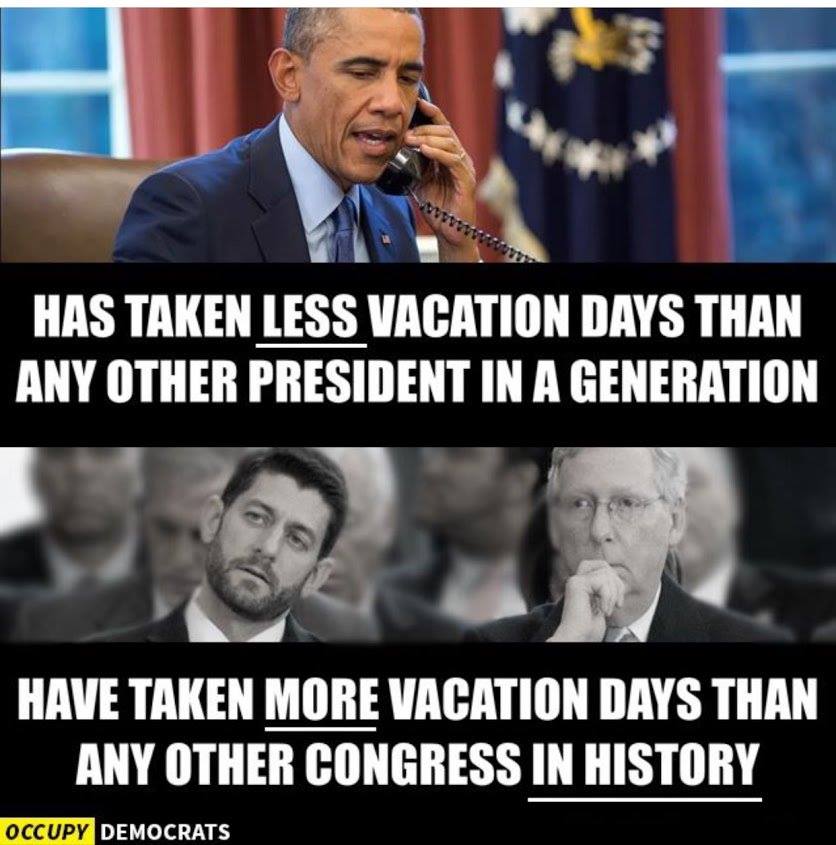 HAS TAKEN LESS VACATION DAYS THAN
ANY OTHER PRESIDENT IN A GENERATION
HAVE TAKEN MORE VACATION DAYS THAN
ANY OTHER CONGRESS IN HISTORY
OCCUPY DEMOCRATS